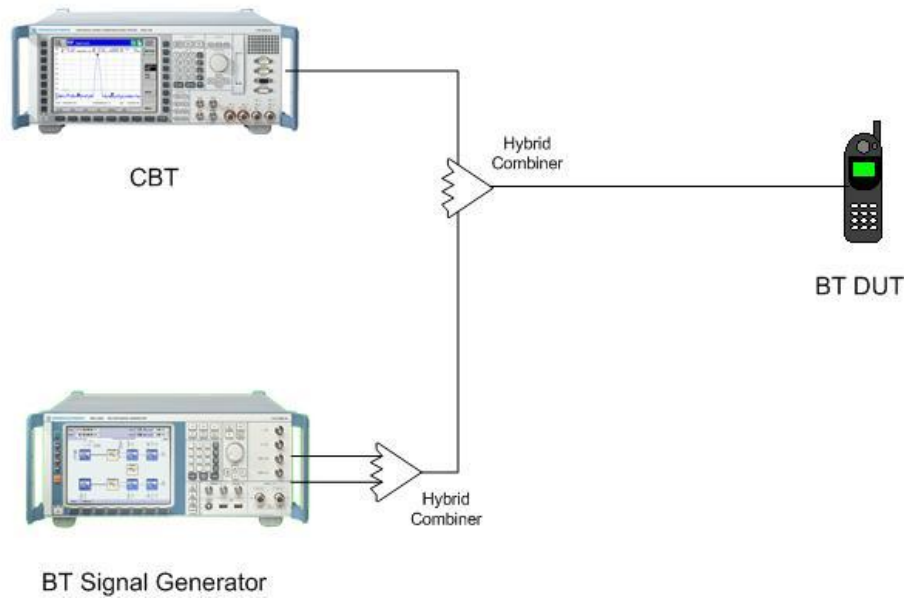 CBT
Hybrid
Combiner
BT DUT
Hybrid
Combiner
BT Signal Generator